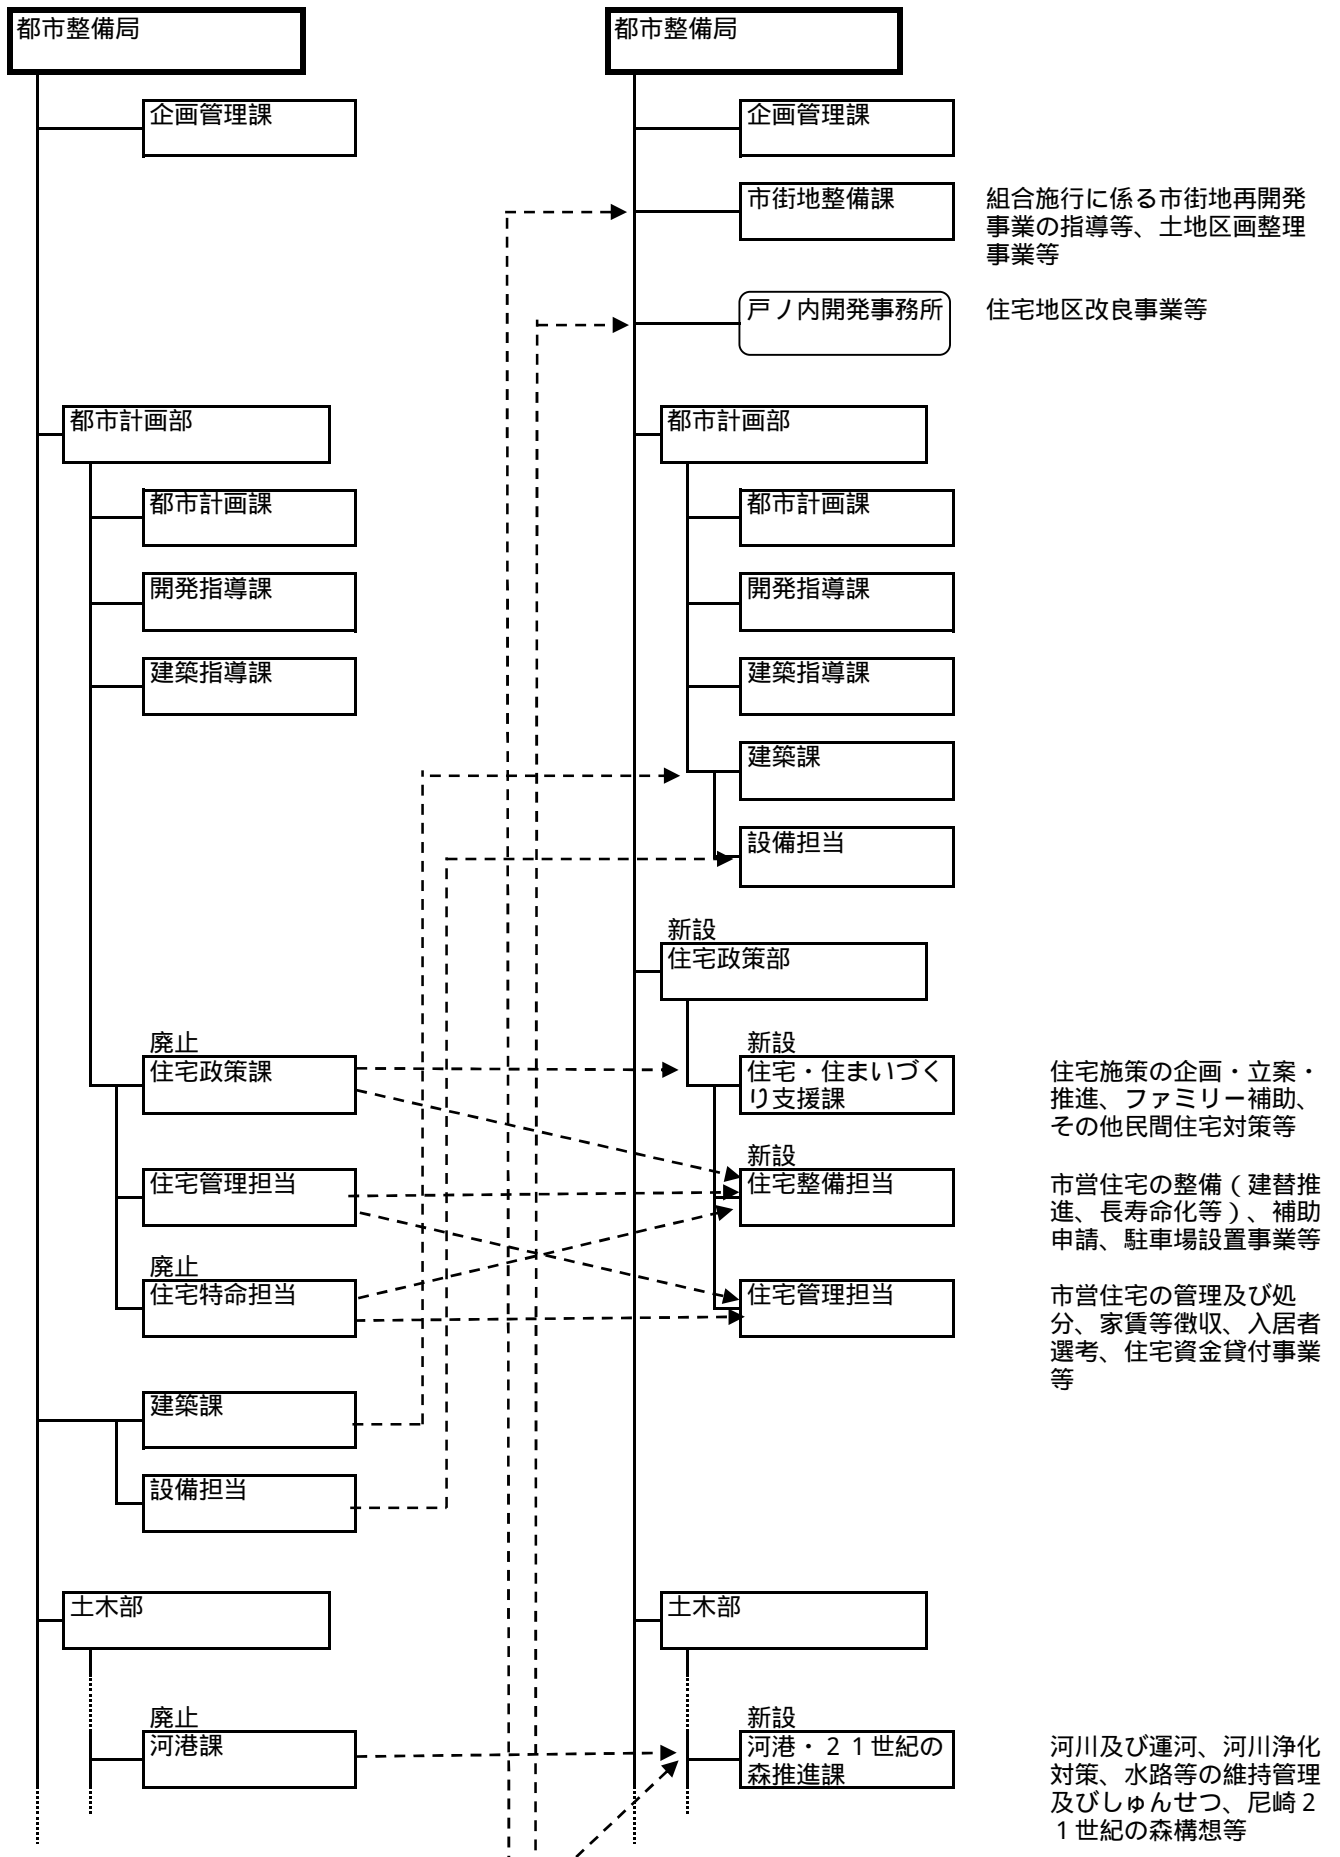 都市整備局
企画管理課
都市計画部
都市計画課
開発指導課
建築指導課
廃止
住宅政策課
住宅管理担当
廃止
住宅特命担当
建築課
設備担当
土木部
廃止
河港課
都市整備局
企画管理課
市街地整備課
組合施行に係る市街地再開発
事業の指導等、土地区画整理
事業等
戸ノ内開発事務所
住宅地区改良事業等
都市計画部
都市計画課
開発指導課
建築指導課
建築課
設備担当
新設
住宅政策部
新設
住宅・住まいづく
り支援課
住宅施策の企画・立案・
推進、ファミリー補助、
その他民間住宅対策等
新設
住宅整備担当
市営住宅の整備（建替推
進、長寿命化等）、補助
申請、駐車場設置事業等
住宅管理担当
市営住宅の管理及び処
分、家賃等徴収、入居者
選考、住宅資金貸付事業
等
土木部
新設
河港・２１世紀の
森推進課
河川及び運河、河川浄化
対策、水路等の維持管理
及びしゅんせつ、尼崎２
１世紀の森構想等